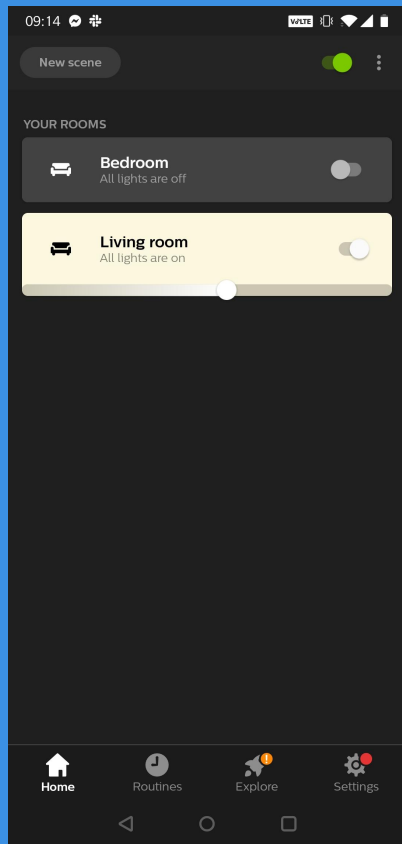 09:14
VoLTE
New scene
YOUR ROOMS
Bedroom
All lights are off
Living room
All lights are on
!
Home
Routines
Explore
Settings